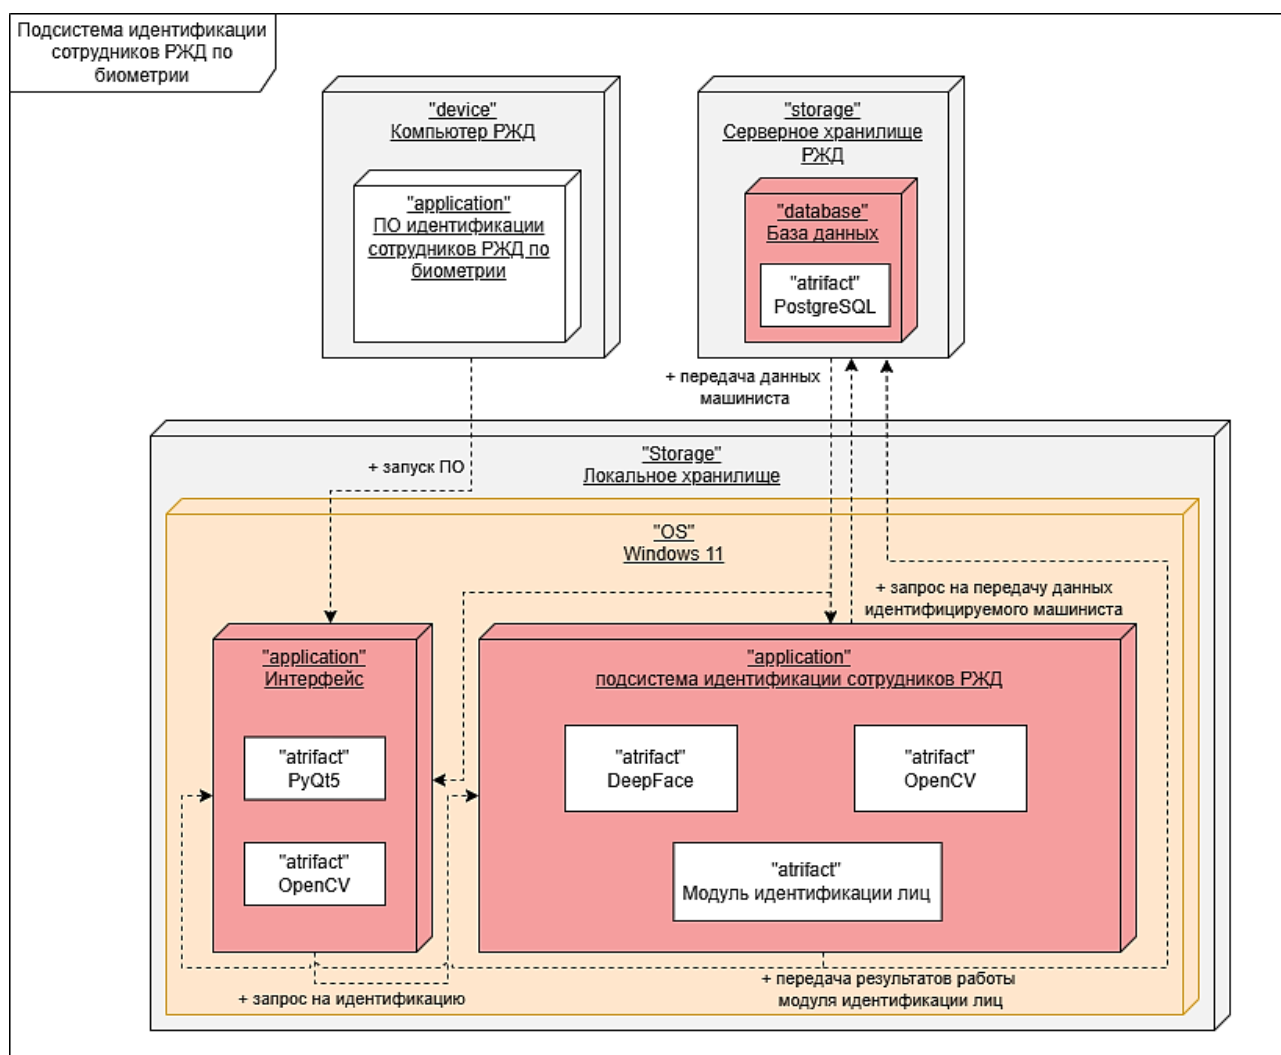 Подсистема идентификации
сотрудников РЖД по
биометрии
"device"
Компьютер РЖД
"application"
ПО идентификации
сотрудников РЖД по
биометрии
"storage"
Серверное хранилище
РЖД
"database"
База данных
"atrifact"
PostgreSQL
+ передача данных
машиниста
+ запуск ПО
"Storage"
Локальное хранилище
"OS"
Windows 11
+ запрос на передачу данных
идентифицируемого машиниста
"application"
Интерфейс
"atrifact"
PyQt5
"atrifact"
OpenCV
"application"
подсистема идентификации сотрудников РЖД
"atrifact"
DeepFace
"atrifact"
OpenCV
"atrifact"
Модуль идентификации лиц
+ запрос на идентификацию
+ передача результатов работы
модуля идентификации лиц